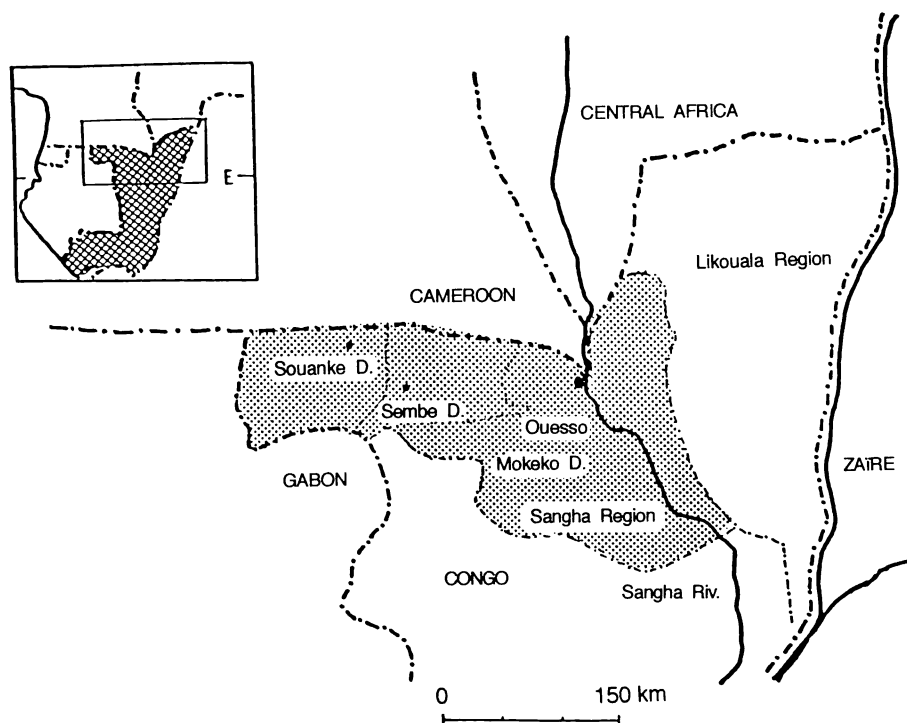 CENTRAL AFRICA
E
Likouala Region
CAMEROON
Souanke D.
Sembe D.
Ouesso
Mokeko D.
ZAïRE
GABON
Sangha Region
CONGO
Sangha Riv.
0 150 km